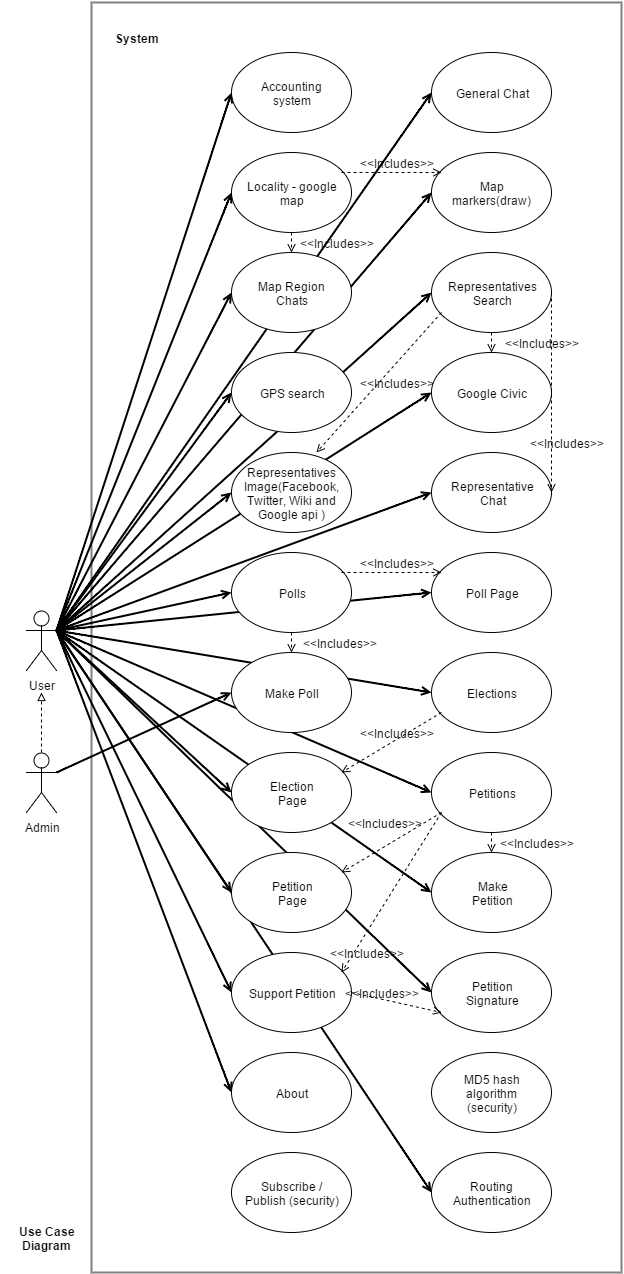 System
Accounting
system
General Chat
<<Includes>>
Locality - google
map
Map
markers(draw)
<<Includes>>
Map Region
Chats
Representatives
Search
<<Includes>>
GPS search
<<Includes>>
Google Civic
<<Includes>>
Representatives
Image(Facebook,
Twitter, Wiki and
Google api )
Representative
Chat
<<Includes>>
Polls
Poll Page
<<Includes>>
User
Make Poll
Elections
<<Includes>>
Election
Page
Petitions
Admin
<<Includes>>
<<Includes>>
Petition
Page
Make
Petition
<<Includes>>
Support Petition
<<Includes>>
Petition
Signature
About
MD5 hash
algorithm
(security)
Subscribe /
Publish (security)
Routing
Authentication
Use Case
Diagram